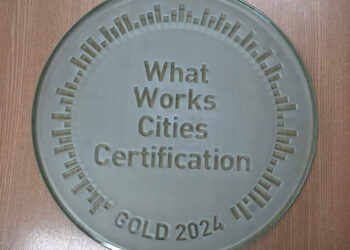 What
Works
Cities
Certification
GOLD 2024